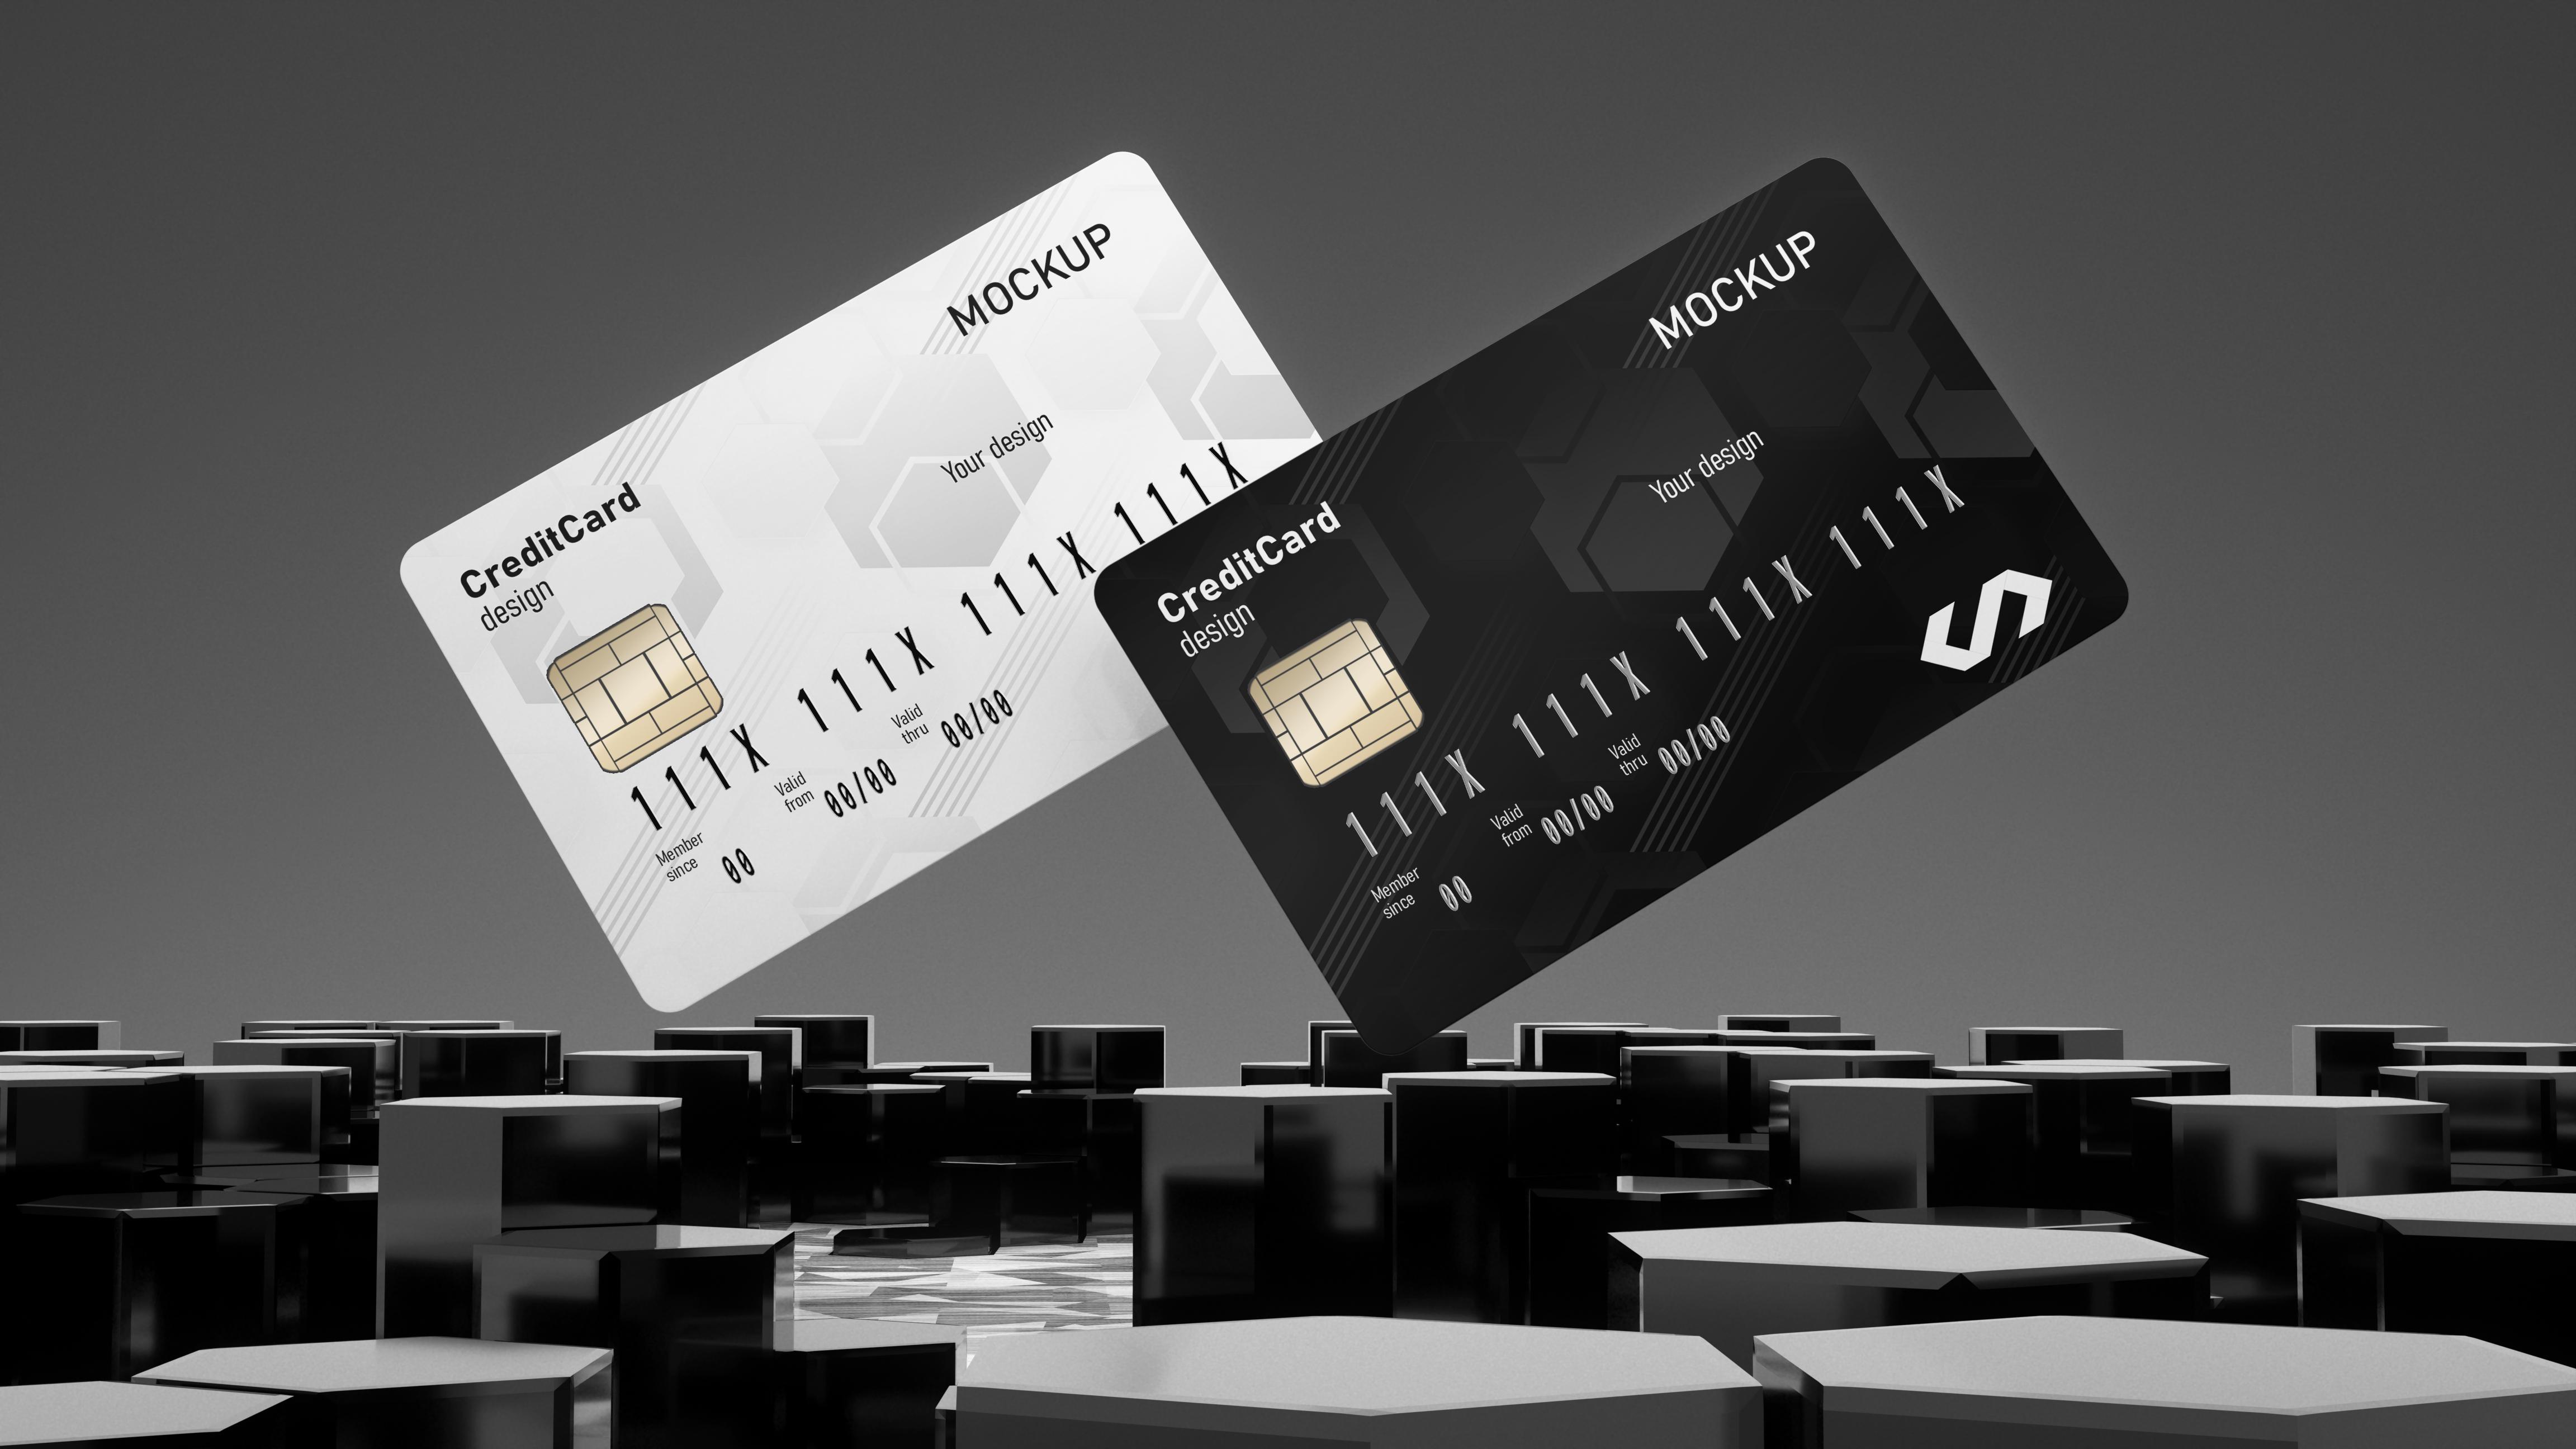 MOCKUP
Your design
CreditCard
design
111X 111X 111X 111X
Valid
from
00/00
Valid
thru
00/00
Member
since
00
MOCKUP
Your design
CreditCard
design
111X 111X 111X 111X
Valid
from
00/00
Valid
thru
00/00
Member
since
00